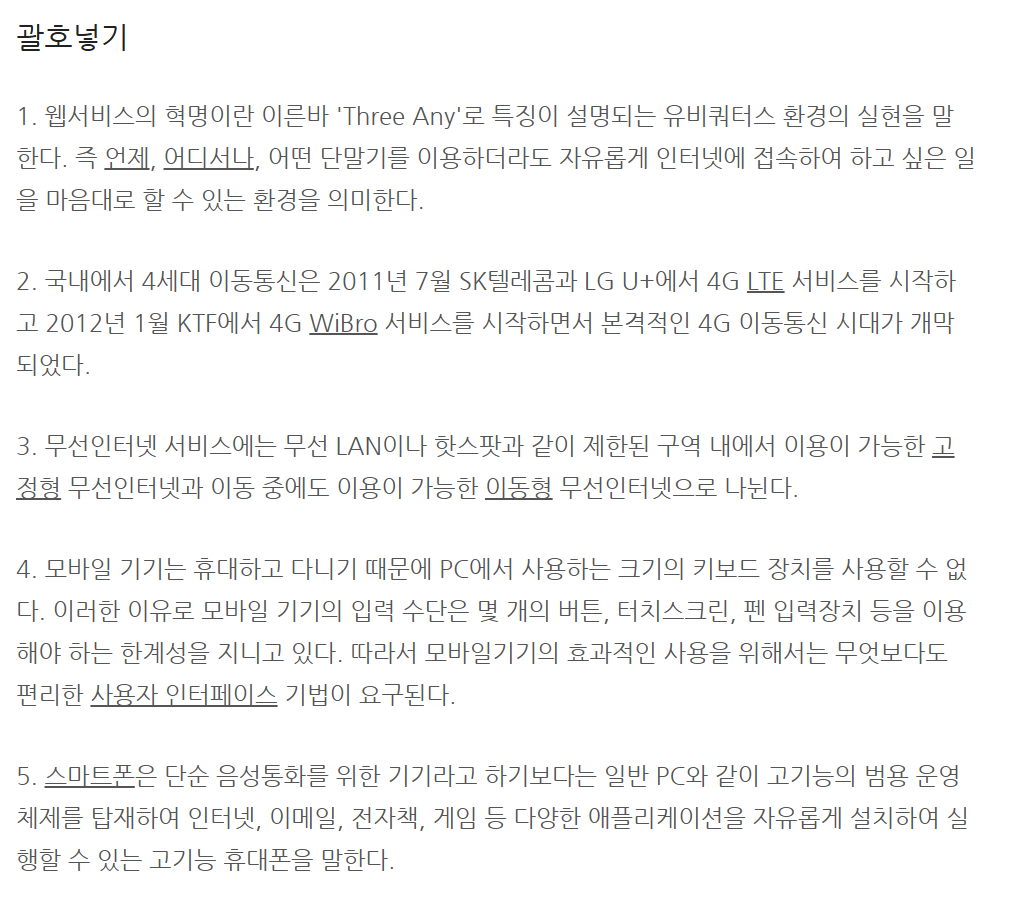 괄호넣기
1. 웹서비스의 혁명이란 이른바 'Three Any'로 특징이 설명되는 유비쿼터스 환경의 실현을 말
한다. 즉 언제, 어디서나, 어떤 단말기를 이용하더라도 자유롭게 인터넷에 접속하여 하고 싶은 일
을 마음대로 할 수 있는 환경을 의미한다.
2. 국내에서 4세대 이동통신은 2011년 7월 SK텔레콤과 LG U+에서 4G LTE 서비스를 시작하
고 2012년 1월 KTF에서 4G WiBro 서비스를 시작하면서 본격적인 4G 이동통신 시대가 개막
되었다.
3. 무선인터넷 서비스에는 무선 LAN이나 핫스팟과 같이 제한된 구역 내에서 이용이 가능한 고
정형 무선인터넷과 이동 중에도 이용이 가능한 이동형 무선인터넷으로 나뉜다.
4. 모바일 기기는 휴대하고 다니기 때문에 PC에서 사용하는 크기의 키보드 장치를 사용할 수 없
다. 이러한 이유로 모바일 기기의 입력 수단은 몇 개의 버튼, 터치스크린, 펜 입력장치 등을 이용
해야 하는 한계성을 지니고 있다. 따라서 모바일기기의 효과적인 사용을 위해서는 무엇보다도
편리한 사용자 인터페이스 기법이 요구된다.
5. 스마트폰은 단순 음성통화를 위한 기기라고 하기보다는 일반 PC와 같이 고기능의 범용 운영
체제를 탑재하여 인터넷, 이메일, 전자책, 게임 등 다양한 애플리케이션을 자유롭게 설치하여 실
행할 수 있는 고기능 휴대폰을 말한다.